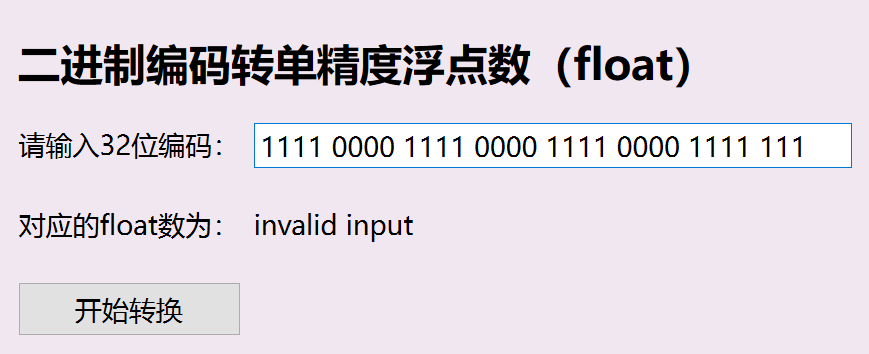 二进制编码转单精度浮点数（float）
请输入32位编码： 1111 0000 1111 0000 1111 0000 1111 111
对应的float数为： invalid input
开始转换